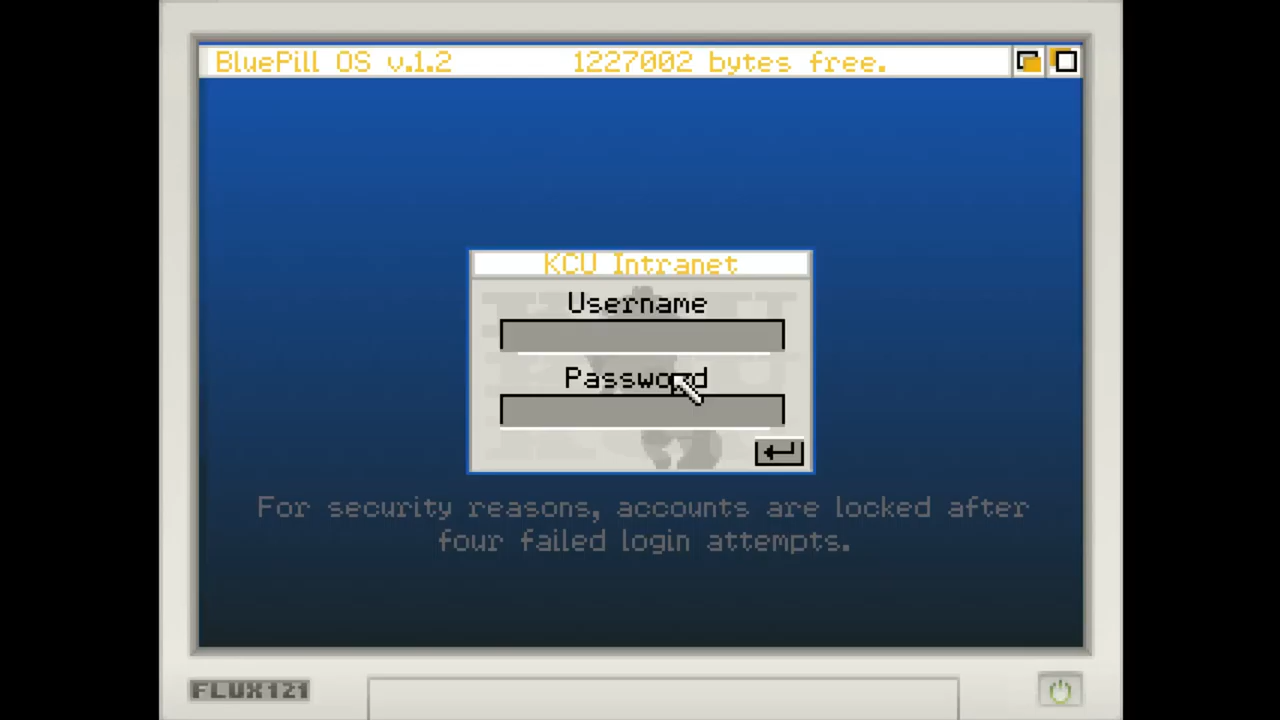 BluePill OS v.1.2 1227002 bytes free.
KCU Intranet
Username
Password
For security reasons, accounts are locked after
four failed login attempts.
FLUX121